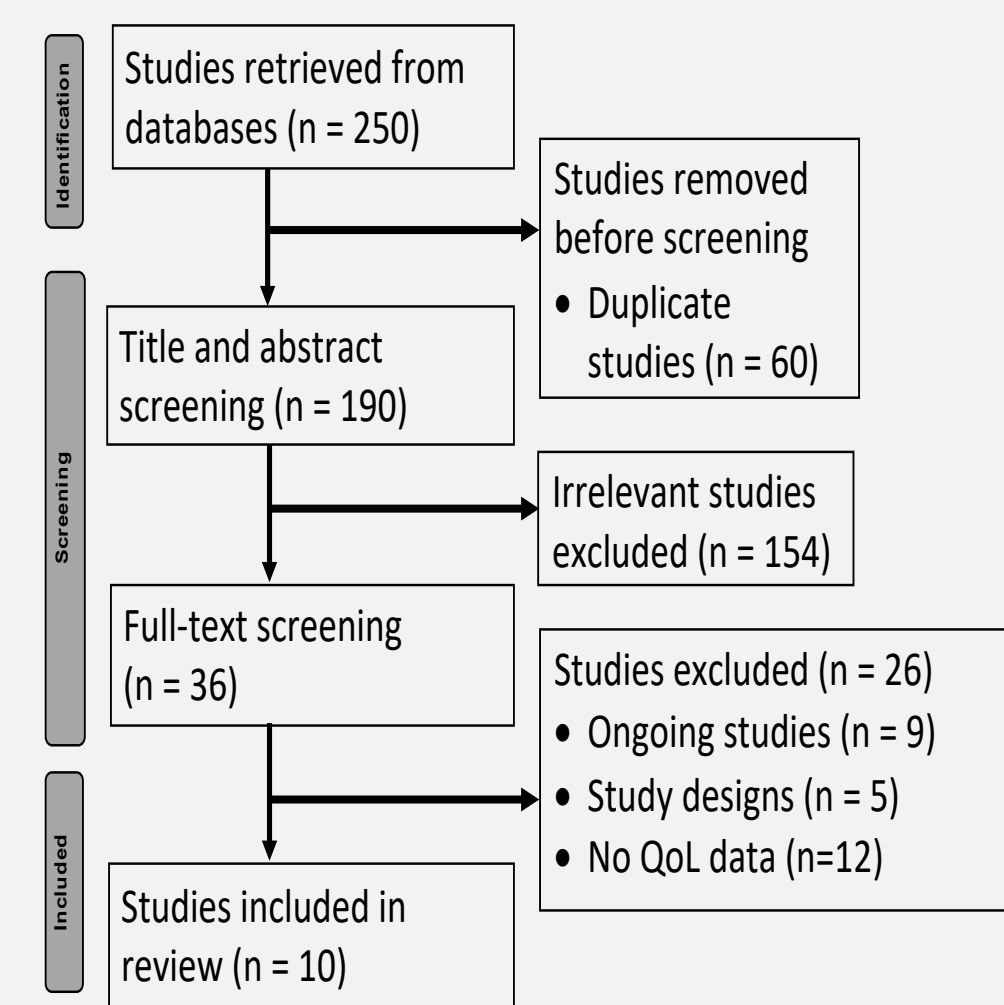 Identification
Studies retrieved from
databases (n = 250)
Studies removed
before screening
• Duplicate
studies (n = 60)
Screening
Title and abstract
screening (n = 190)
Irrelevant studies
excluded (n = 154)
Full-text screening
(n = 36)
Studies excluded (n = 26)
• Ongoing studies (n = 9)
• Study designs (n = 5)
• No QoL data (n=12)
Included
Studies included in
review (n = 10)